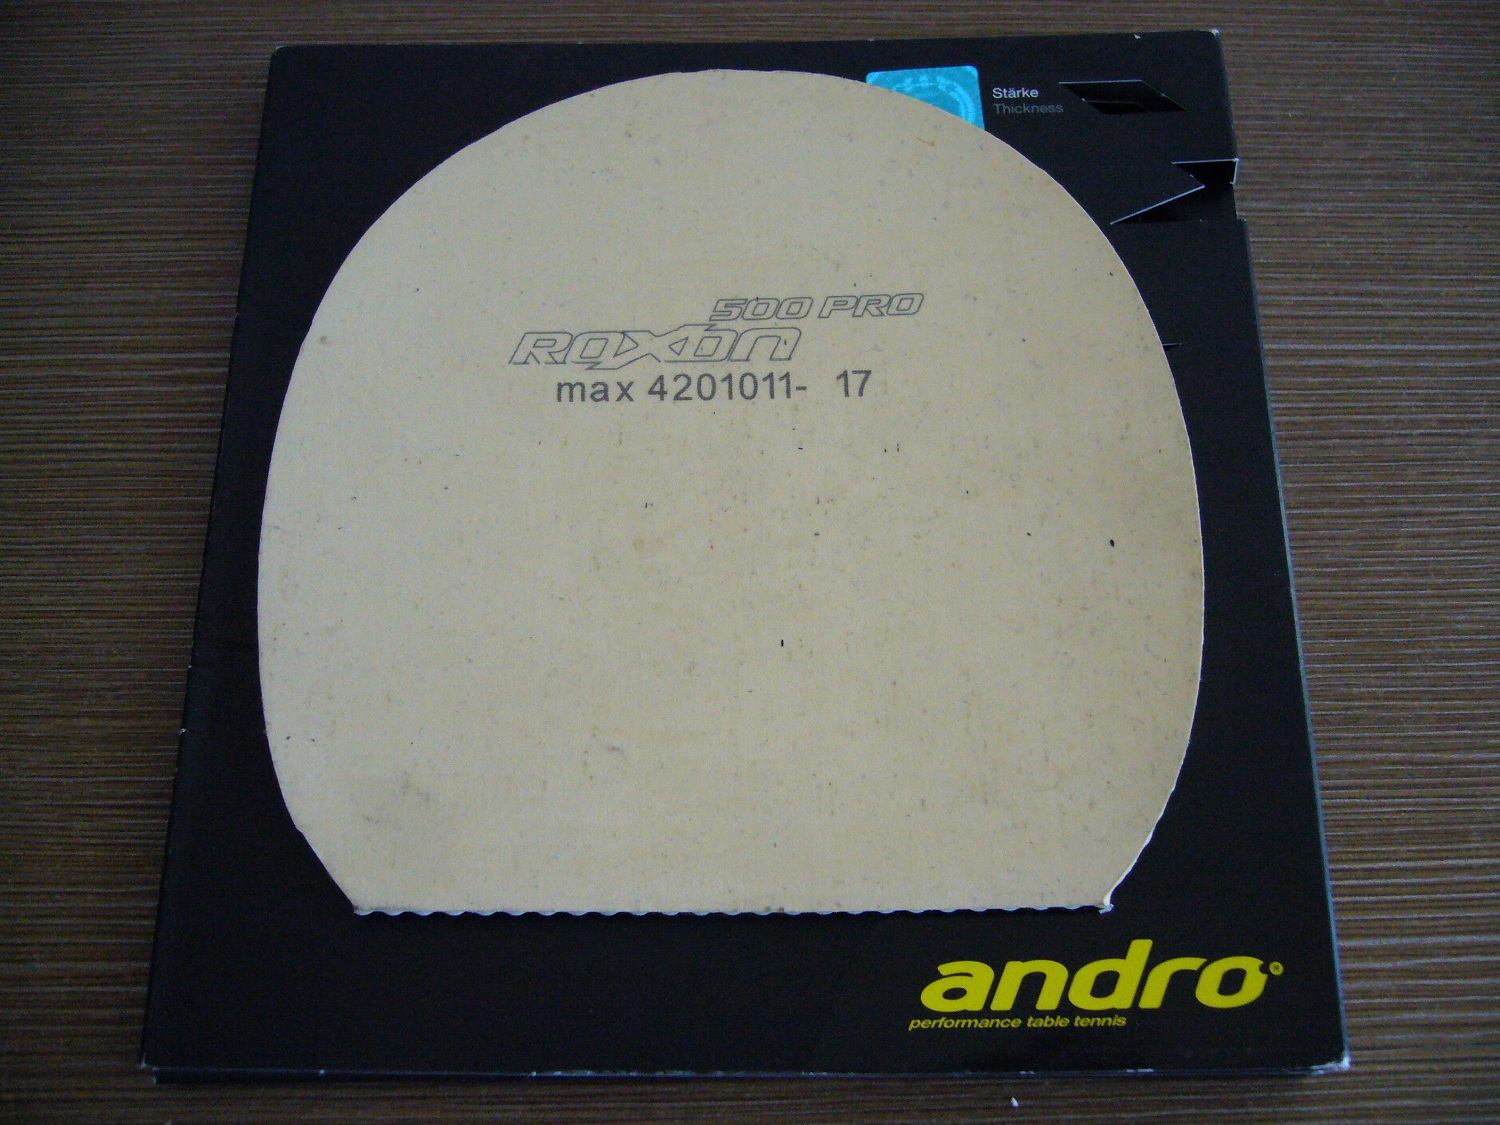 Stärke
Thickness
500 PRO
ROXON
max 4201011- 17
andro®
performance table tennis